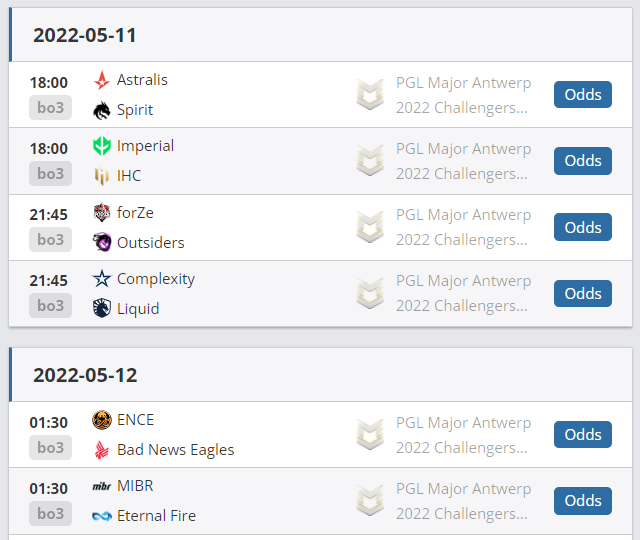 2022-05-11
18:00 Astralis PGL Major Antwerp Odds
bo3 Spirit 2022 Challengers...
18:00 Imperial PGL Major Antwerp Odds
bo3 IHC 2022 Challengers...
21:45 forZe PGL Major Antwerp Odds
bo3 Outsiders 2022 Challengers...
21:45 Complexity PGL Major Antwerp Odds
bo3 Liquid 2022 Challengers...
2022-05-12
01:30 ENCE PGL Major Antwerp Odds
bo3 Bad News Eagles 2022 Challengers...
01:30 mibr MIBR PGL Major Antwerp Odds
bo3 Eternal Fire 2022 Challengers...